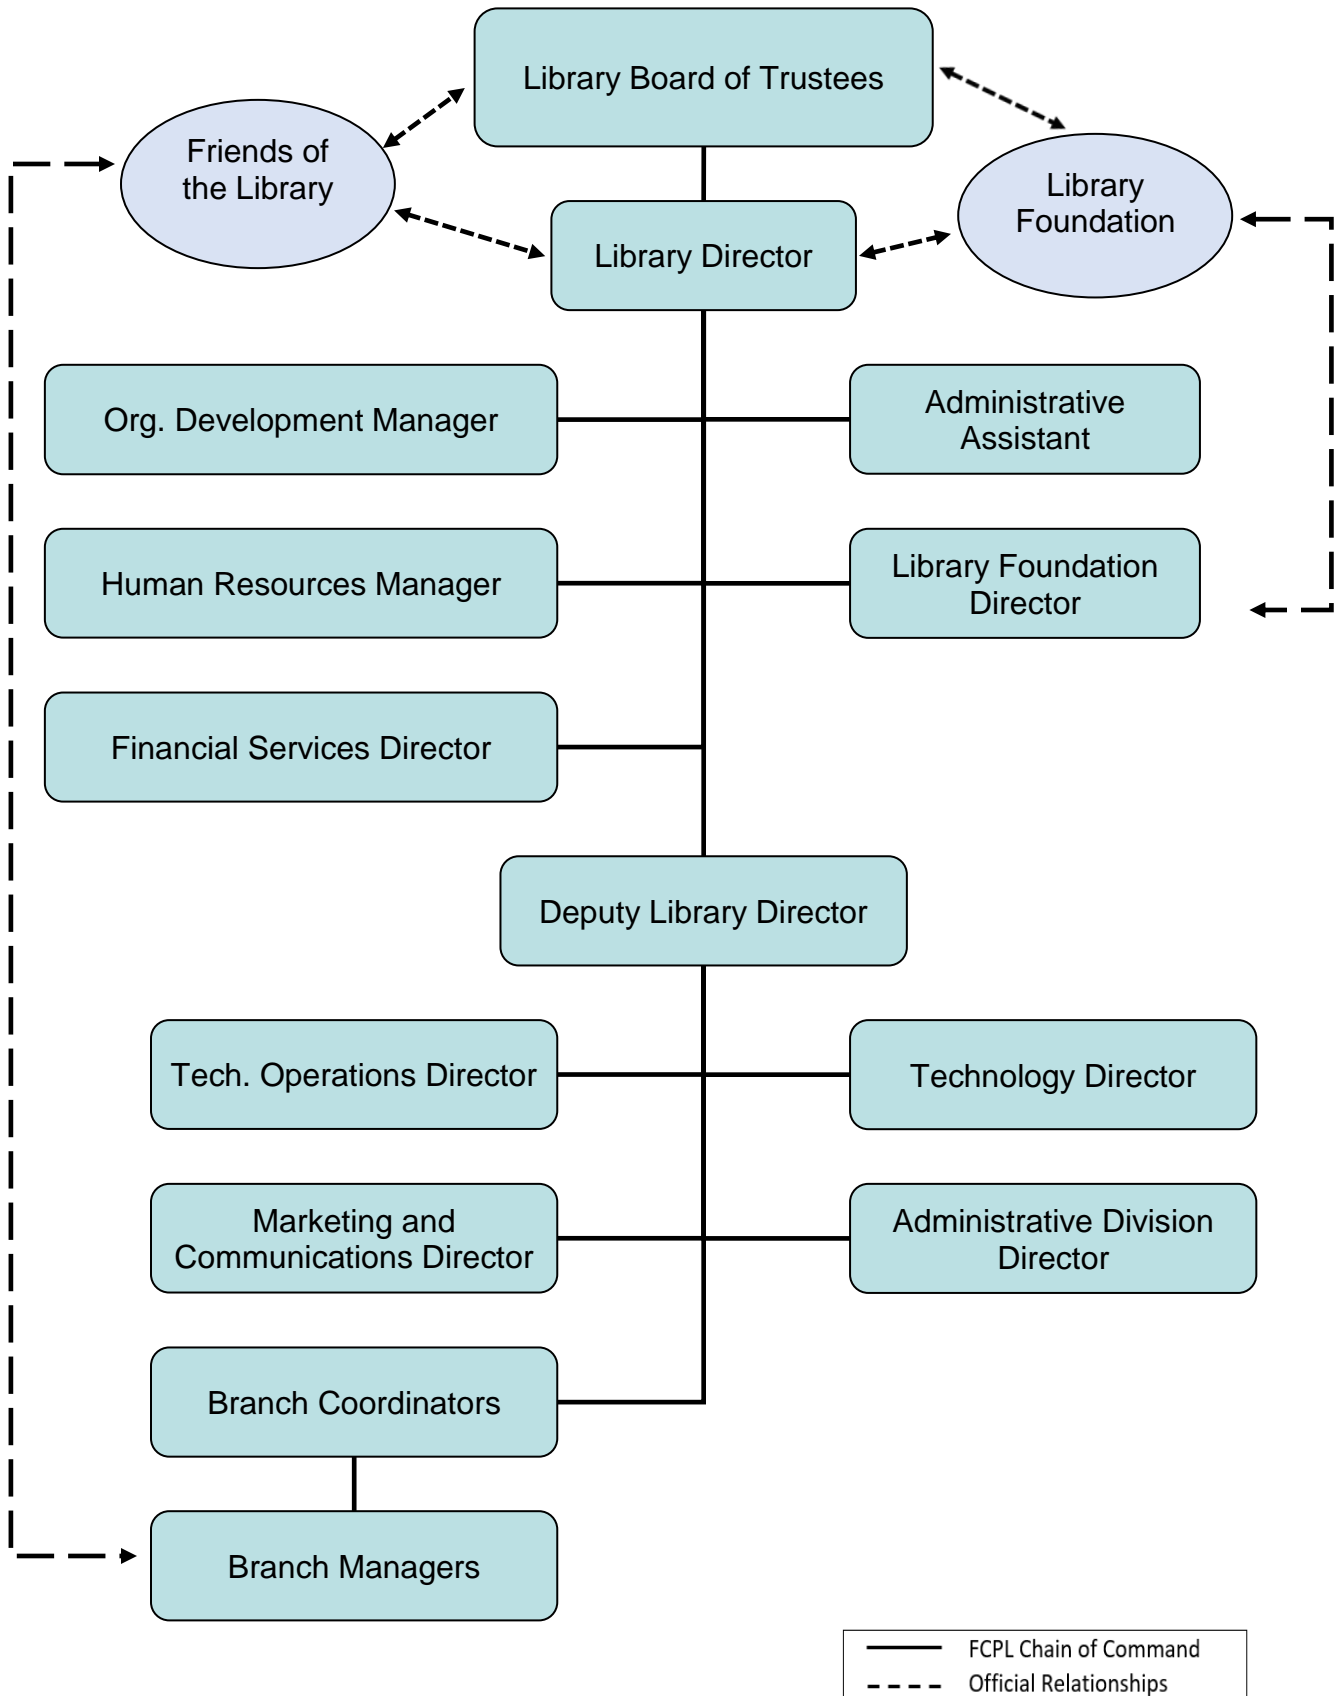 Library Board of Trustees
Friends of
the Library
Library
Foundation
Library Director
Org. Development Manager
Administrative
Assistant
Human Resources Manager
Library Foundation
Director
Financial Services Director
Deputy Library Director
Tech. Operations Director
Technology Director
Marketing and
Communications Director
Administrative Division
Director
Branch Coordinators
Branch Managers
FCPL Chain of Command
Official Relationships